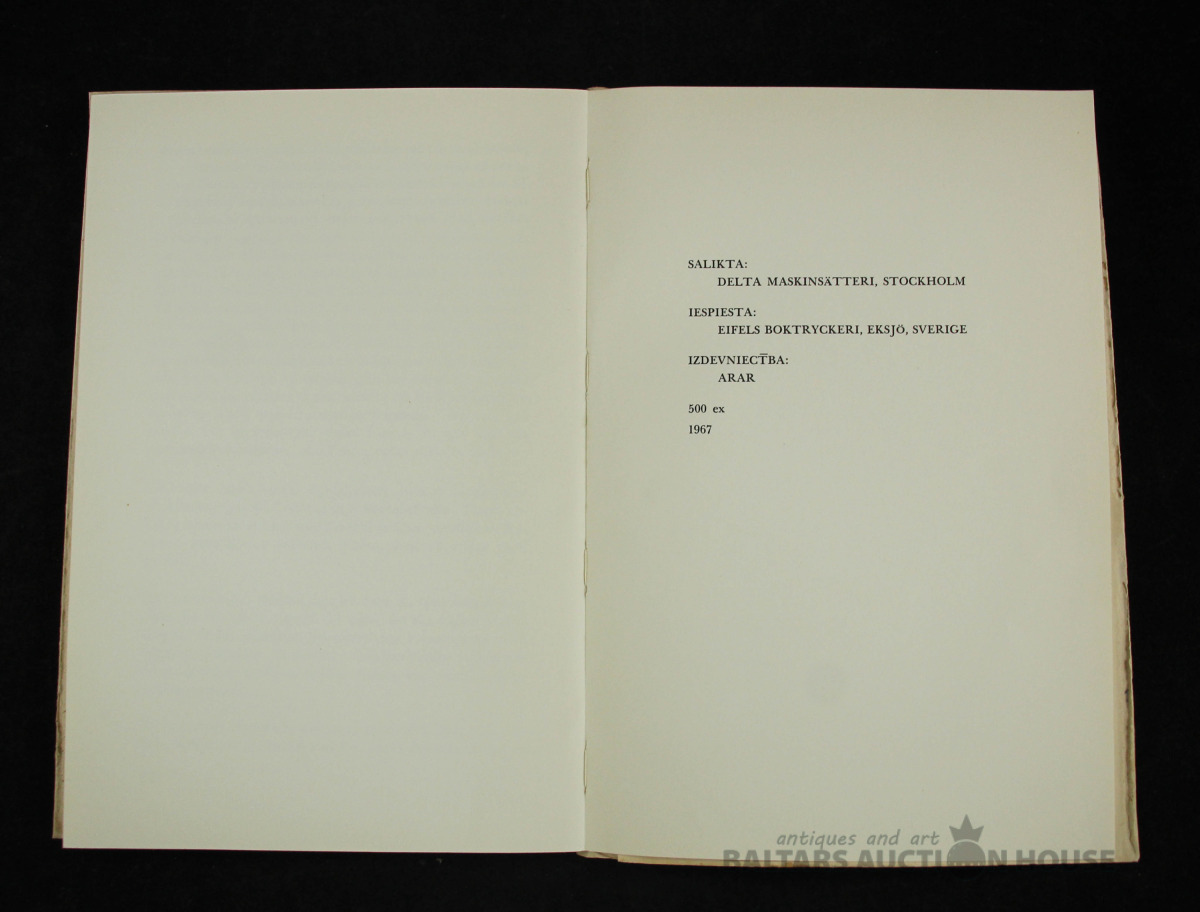 SALIKTA:
DELTA MASKINSÄTTERI, STOCKHOLM
IESPIESTA:
EIFELS BOKTRYCKERI, EKSJÖ, SVERIGE
IZDEVNIECĪBA:
ARAR
500 ex
1967
antiques and art
BALTARS AUCTION HOUSE